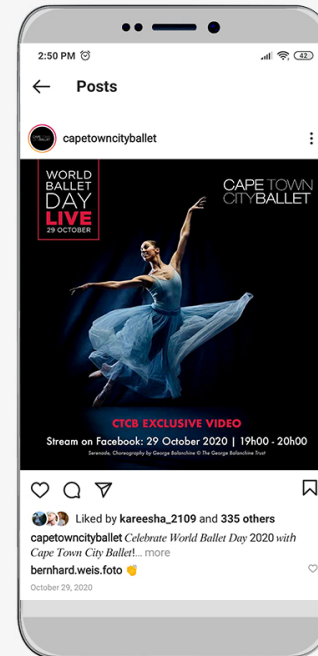 2:50 PM
42
Posts
capetowncityballet
WORLD
BALLET
DAY
LIVE
29 OCTOBER
CAPE TOWN
CITYBALLET
CTCB EXCLUSIVE VIDEO
Stream on Facebook: 29 October 2020 | 19h00 - 20h00
Serenade, Choreography by George Balanchine © The George Balanchine Trust
Liked by kareesha_2109 and 335 others
capetowncityballet Celebrate World Ballet Day 2020 with
Cape Town City Ballet!... more
bernhard.weis.foto 👏
October 29, 2020